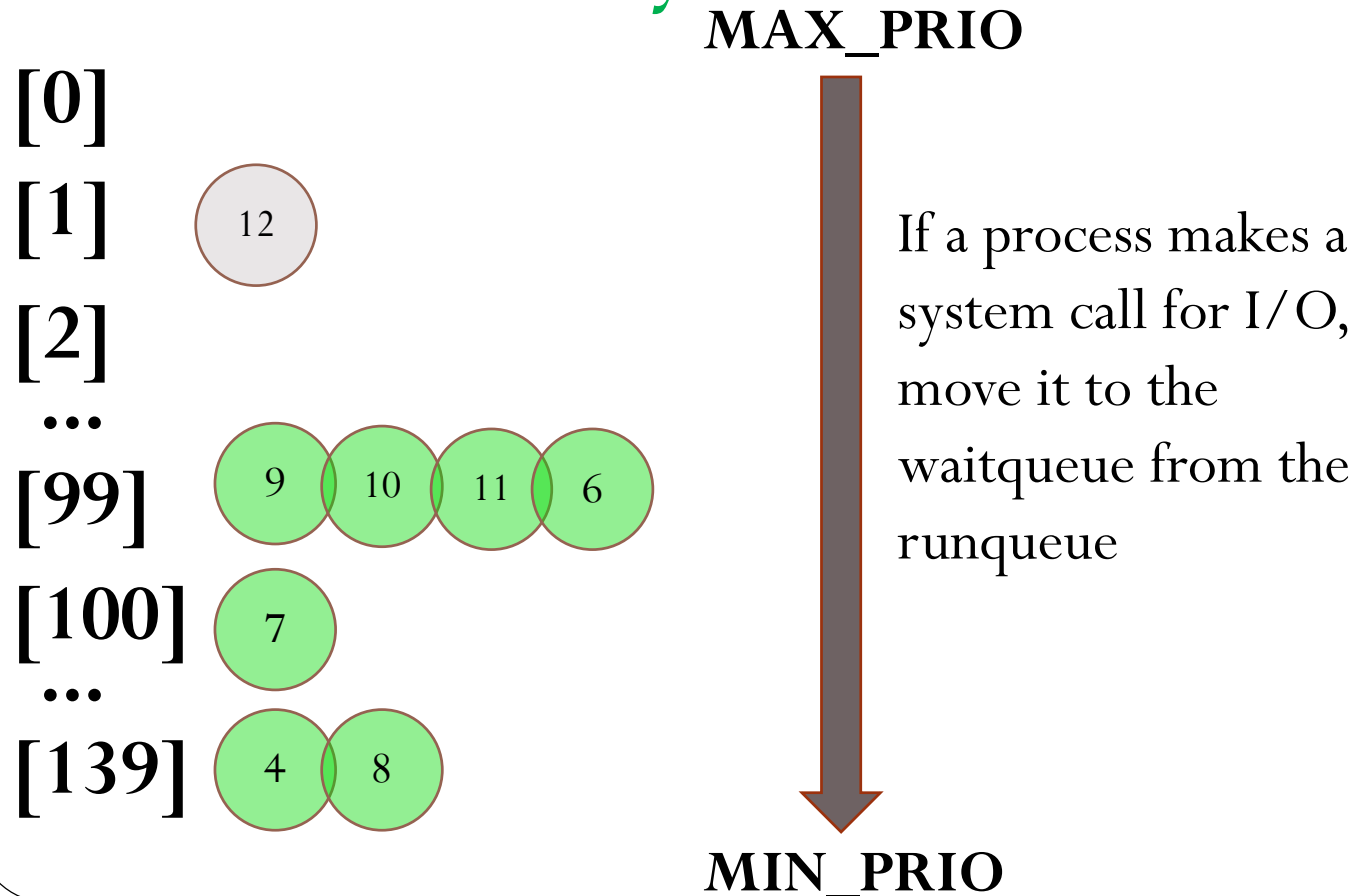 MAX_PRIO
[0]
[1] 12
[2]
...
[99] 9 10 11 6
[100] 7
...
[139] 4 8
If a process makes a
system call for I/O,
move it to the
waitqueue from the
runqueue
MIN_PRIO